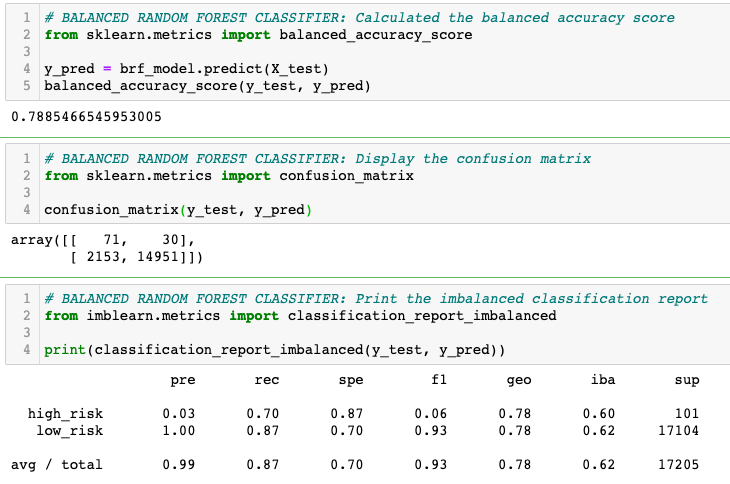 1 # BALANCED RANDOM FOREST CLASSIFIER: Calculated the balanced accuracy score
2 from sklearn.metrics import balanced_accuracy_score
3
4 y_pred = brf_model.predict(X_test)
5 balanced_accuracy_score(y_test, y_pred)
0.7885466545953005
1 # BALANCED RANDOM FOREST CLASSIFIER: Display the confusion matrix
2 from sklearn.metrics import confusion_matrix
3
4 confusion_matrix(y_test, y_pred)
array([[   71,    30],
       [ 2153, 14951]])
1 # BALANCED RANDOM FOREST CLASSIFIER: Print the imbalanced classification report
2 from imblearn.metrics import classification_report_imbalanced
3
4 print(classification_report_imbalanced(y_test, y_pred))
pre rec spe f1 geo iba sup
high_risk 0.03 0.70 0.87 0.06 0.78 0.60 101
low_risk 1.00 0.87 0.70 0.93 0.78 0.62 17104
avg / total 0.99 0.87 0.70 0.93 0.78 0.62 17205